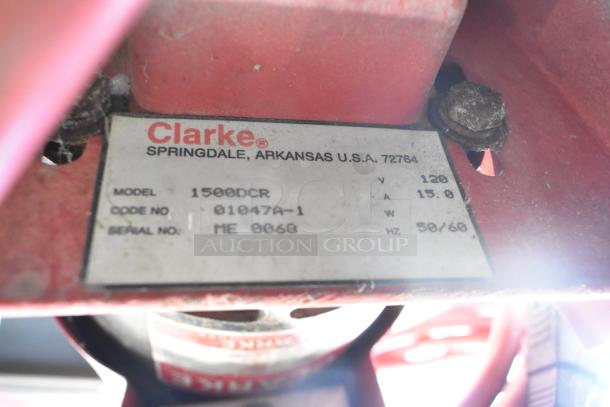 Clarke®
SPRINGDALE, ARKANSAS U.S.A. 72764
V 120
MODEL 1500DCR A 15.0
CODE NO. 01047A-1 W
SERIAL NO. ME 0060 HZ 50/60
AUCTION GROUP